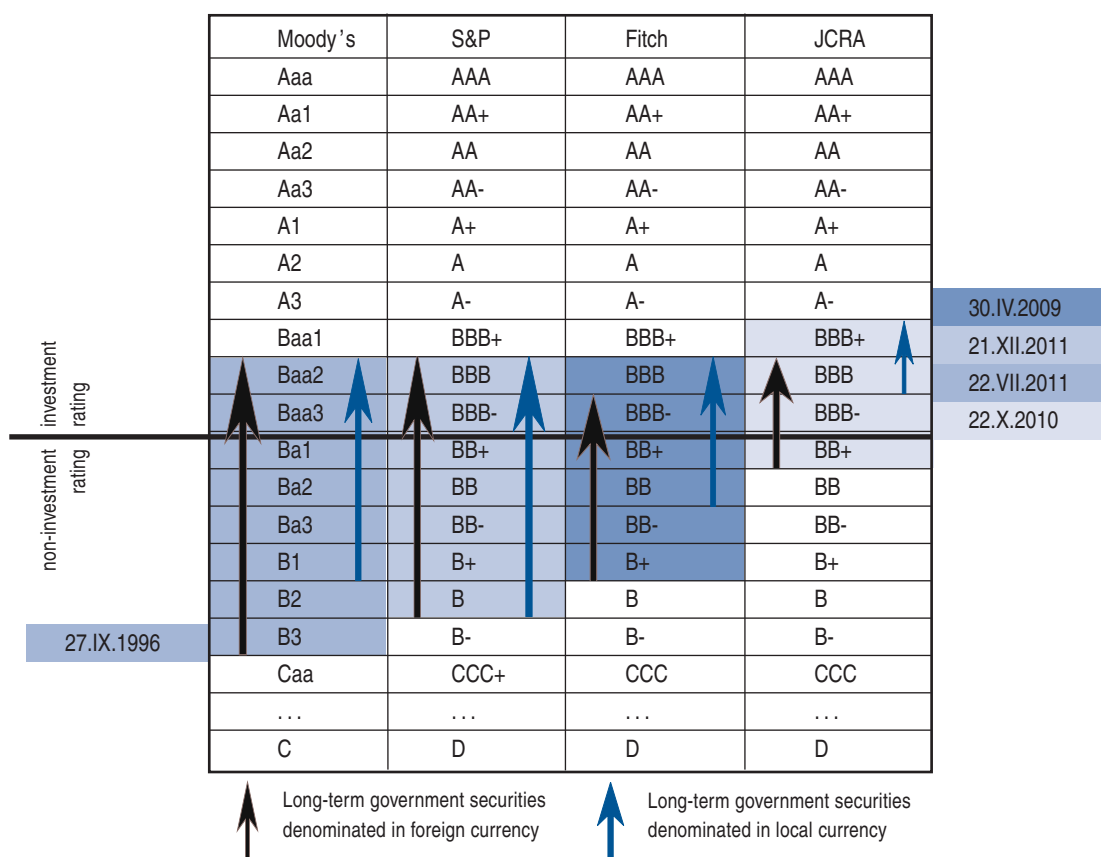 Moody's S&P Fitch JCRA
Aaa AAA AAA AAA
Aa1 AA+ AA+ AA+
Aa2 AA AA AA
Aa3 AA- AA- AA-
A1 A+ A+ A+
A2 A A A
A3 A- A- A-
30.IV.2009
Baa1 BBB+ BBB+ BBB+
21.XII.2011
Baa2 BBB BBB BBB
22.VII.2011
Baa3 BBB- BBB- BBB-
22.X.2010
investment
rating
Ba1 BB+ BB+ BB+
Ba2 BB BB BB
Ba3 BB- BB- BB-
B1 B+ B+ B+
non-investment
rating
B2 B B B
27.IX.1996
B3 B- B- B-
Caa CCC+ CCC CCC
... ... ... ...
C D D D
Long-term government securities
denominated in foreign currency
Long-term government securities
denominated in local currency